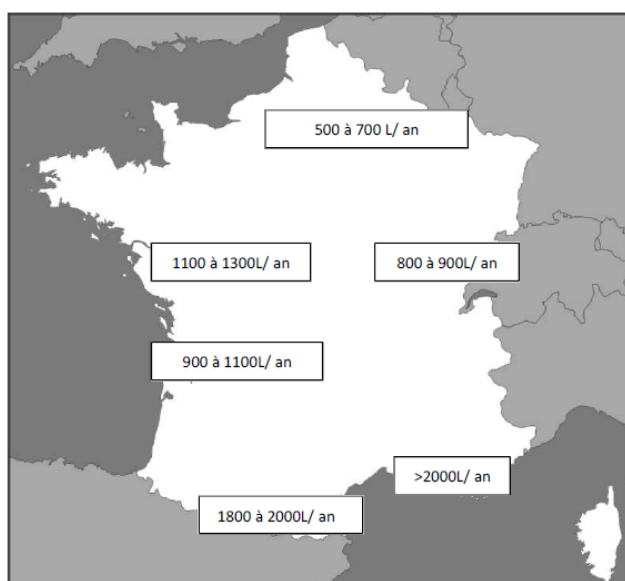 500 à 700 L/ an
1100 à 1300L/ an
800 à 900L/ an
900 à 1100L/ an
>2000L/ an
1800 à 2000L/ an